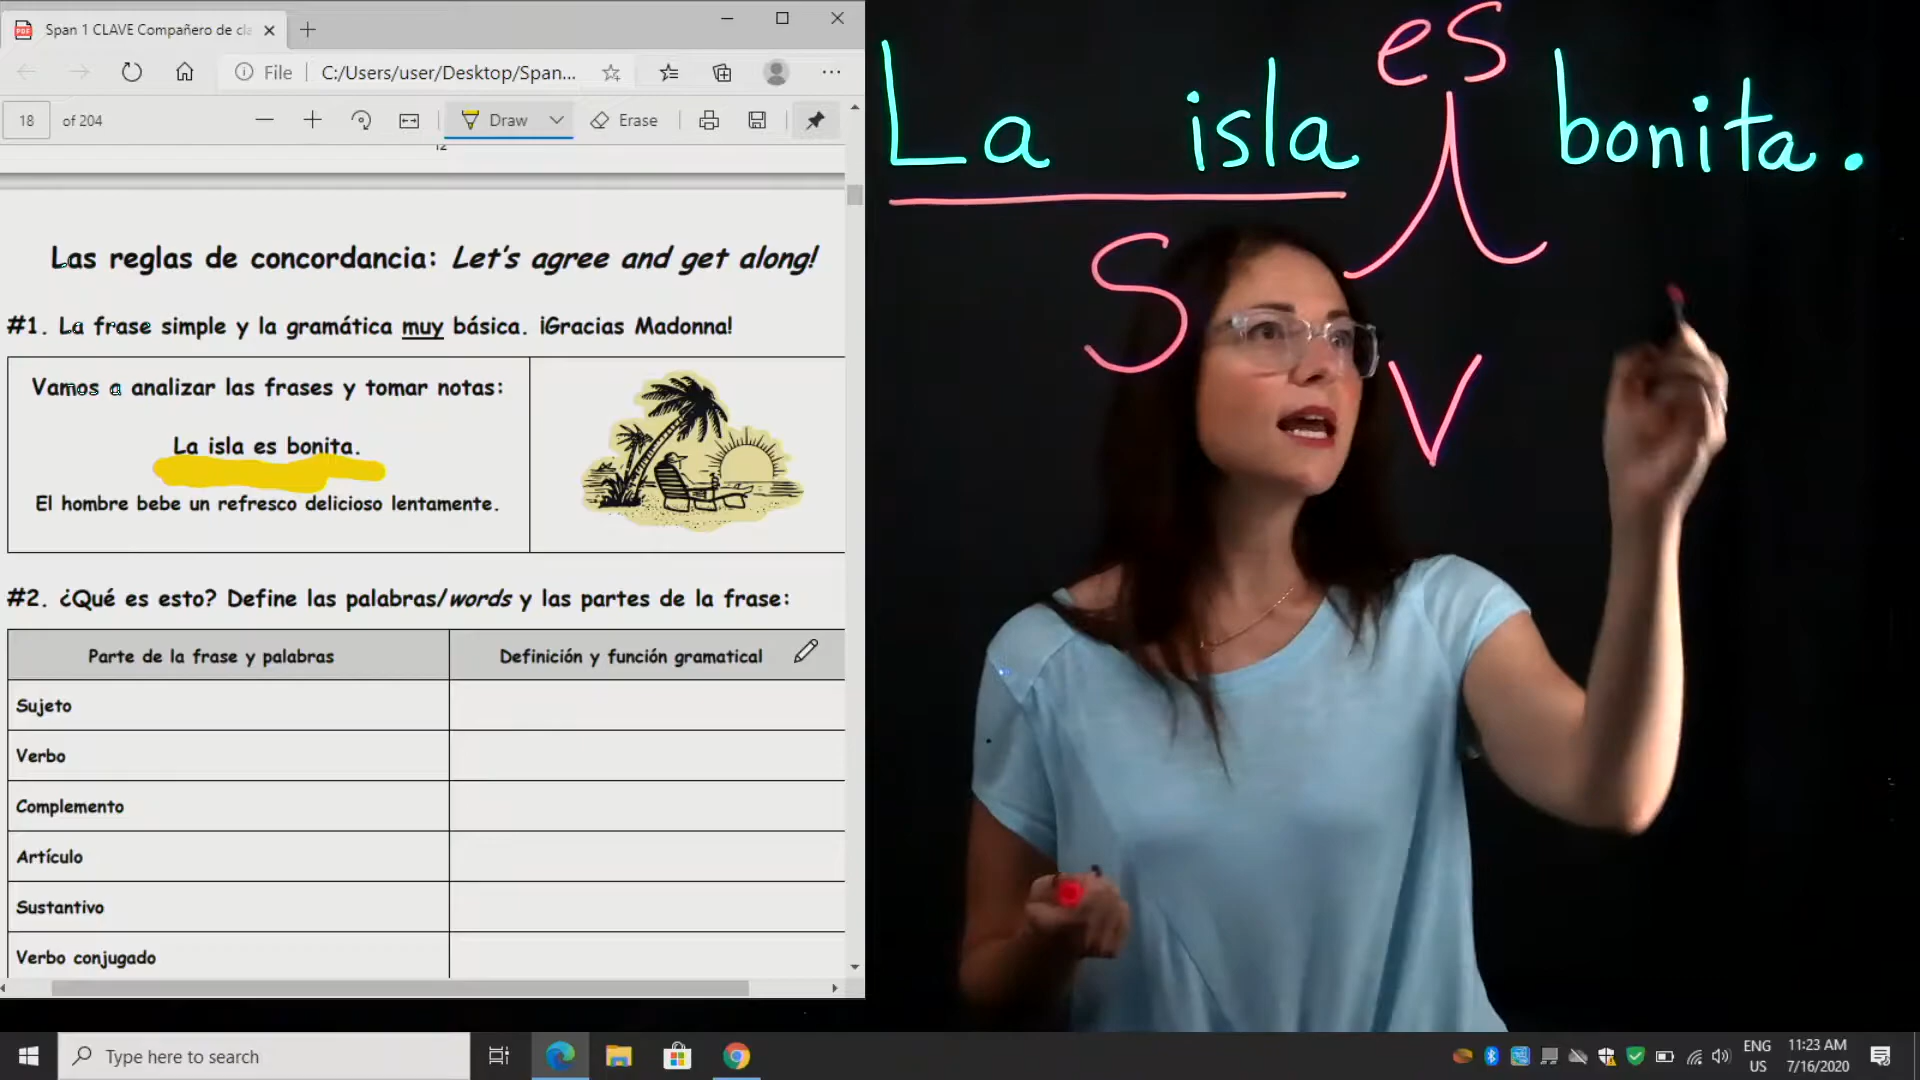 Span 1 CLAVE Compañero de cla
File
C:/Users/user/Desktop/Span...
18 of 204
Draw
Erase
12
Las reglas de concordancia: Let's agree and get along!
#1. La frase simple y la gramática muy básica. ¡Gracias Madonna!
Vamos a analizar las frases y tomar notas:
La isla es bonita.
El hombre bebe un refresco delicioso lentamente.
#2. ¿Qué es esto? Define las palabras/words y las partes de la frase:
Parte de la frase y palabras
Definición y función gramatical
Sujeto
Verbo
Complemento
Artículo
Sustantivo
Verbo conjugado
es
La isla bonita.
S
V
Type here to search
ENG
US
11:23 AM
7/16/2020